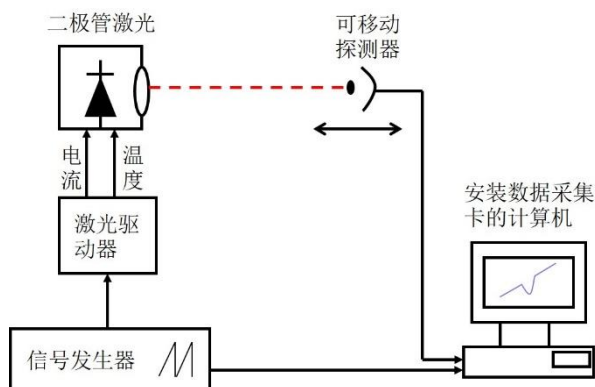 二极管激光
可移动
探测器
电流
温度
激光驱
动器
安装数据采集
卡的计算机
信号发生器